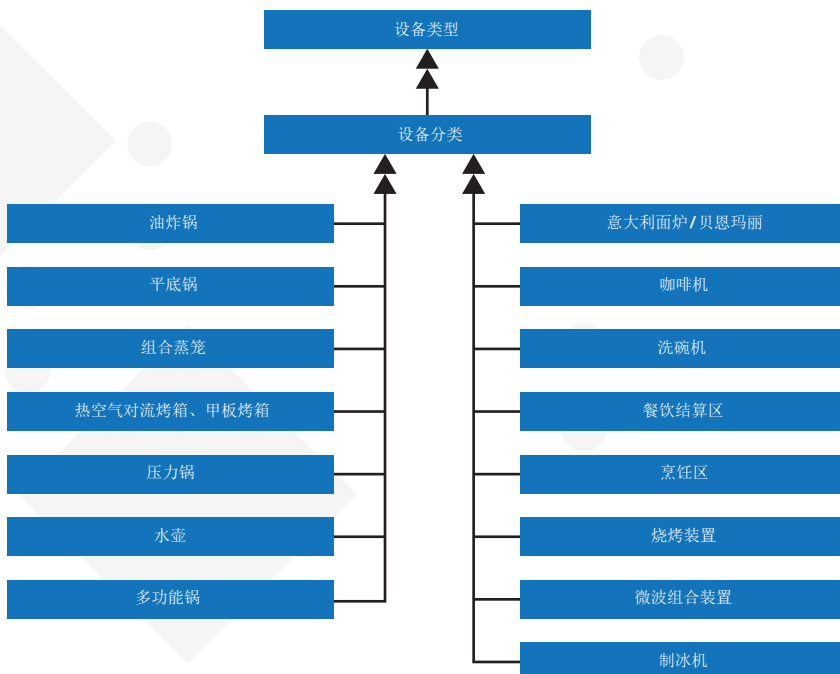 设备类型
设备分类
油炸锅
平底锅
组合蒸笼
热空气对流烤箱、甲板烤箱
压力锅
水壶
多功能锅
意大利面炉/贝恩玛丽
咖啡机
洗碗机
餐饮结算区
烹饪区
烧烤装置
微波组合装置
制冰机